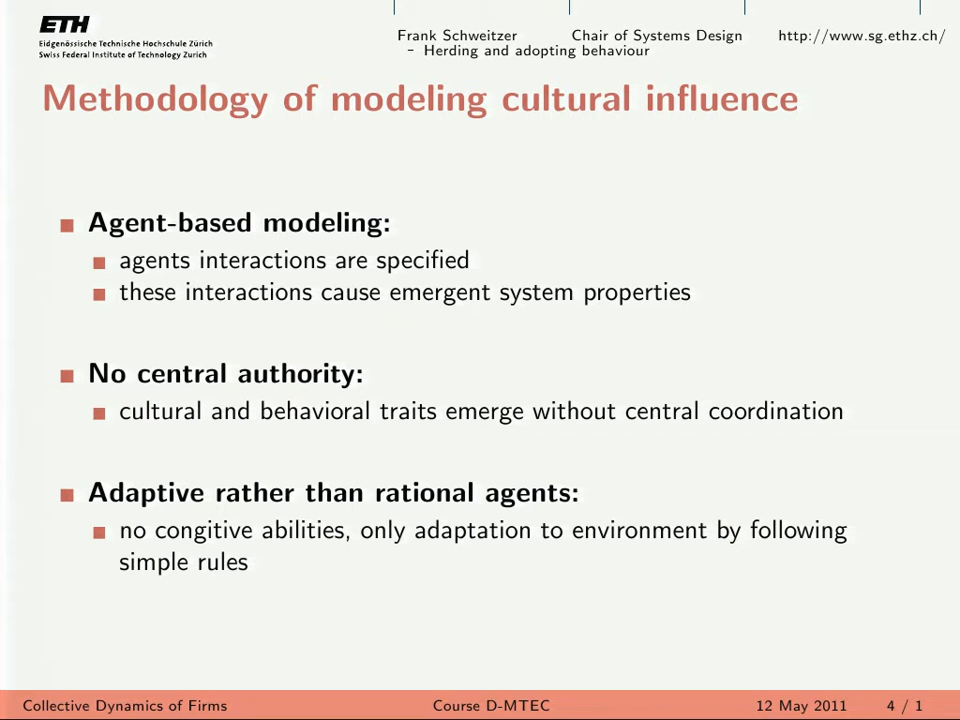 ETH
Eidgenössische Technische Hochschule Zürich
Swiss Federal Institute of Technology Zurich
Frank Schweitzer Chair of Systems Design http://www.sg.ethz.ch/
– Herding and adopting behaviour
Methodology of modeling cultural influence
Agent-based modeling:
agents interactions are specified
these interactions cause emergent system properties
No central authority:
cultural and behavioral traits emerge without central coordination
Adaptive rather than rational agents:
no congitive abilities, only adaptation to environment by following
simple rules
Collective Dynamics of Firms Course D-MTEC 12 May 2011 4 / 1